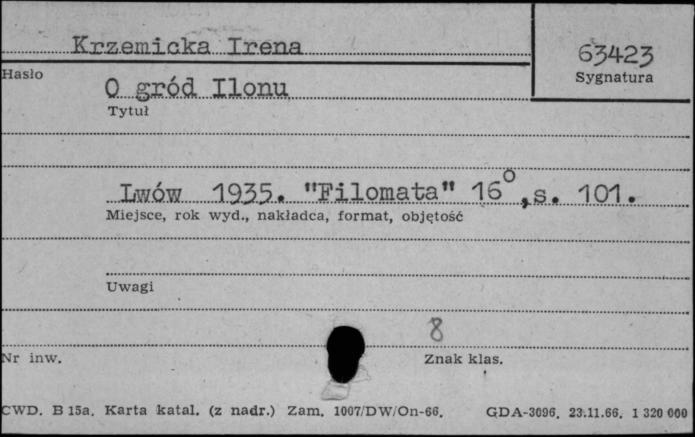 Krzemicka Irena
63423
Hasło
Sygnatura
O gród Ilonu
Tytuł
Lwów 1935. "Filomata" 16°,s. 101.
Miejsce, rok wyd., nakładca, format, objętość
Uwagi
8
Nr inw.
Znak klas.
CWD. B 15a. Karta katal. (z nadr.) Zam. 1007/DW/On-66. GDA-3096. 23.11.66. 1 320 000